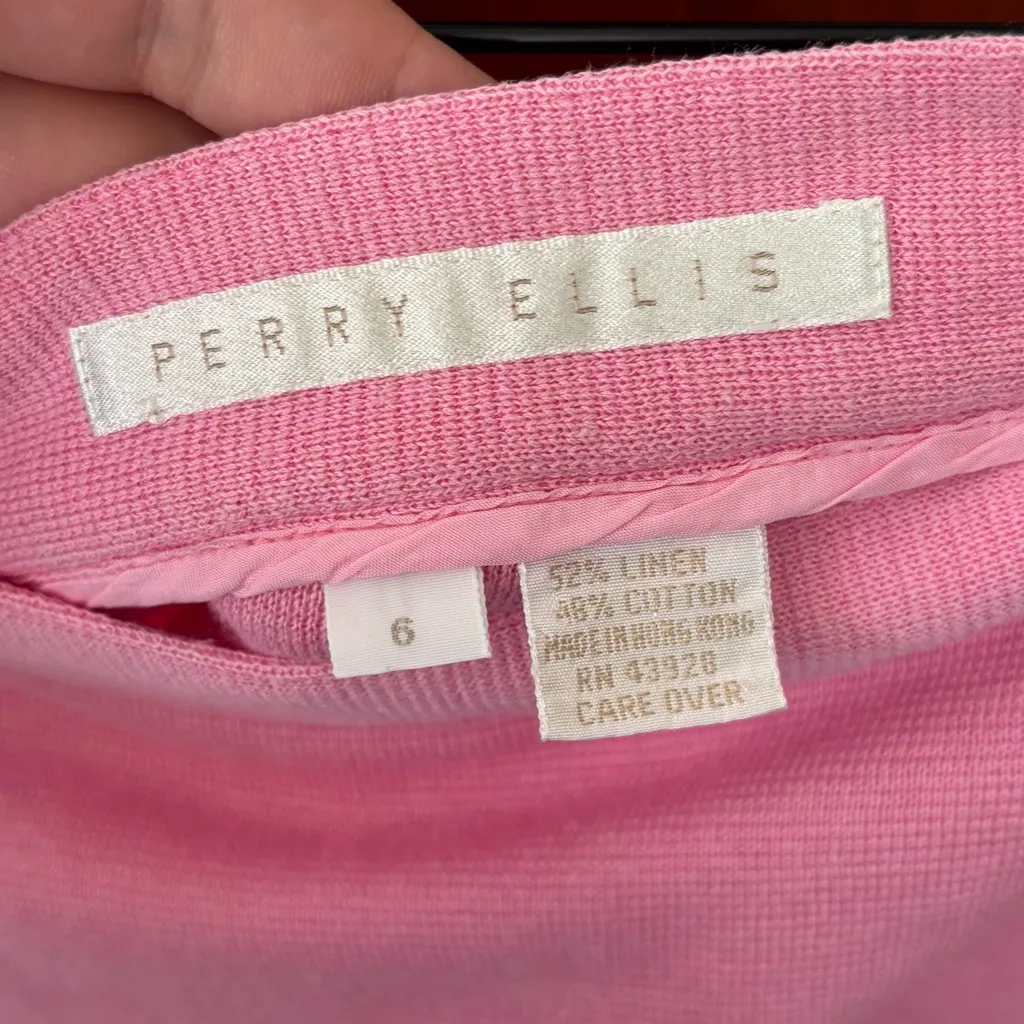 PERRY ELLIS
6
52% LINEN
48% COTTON
MADE IN HONG KONG
RN 43928
CARE OVER